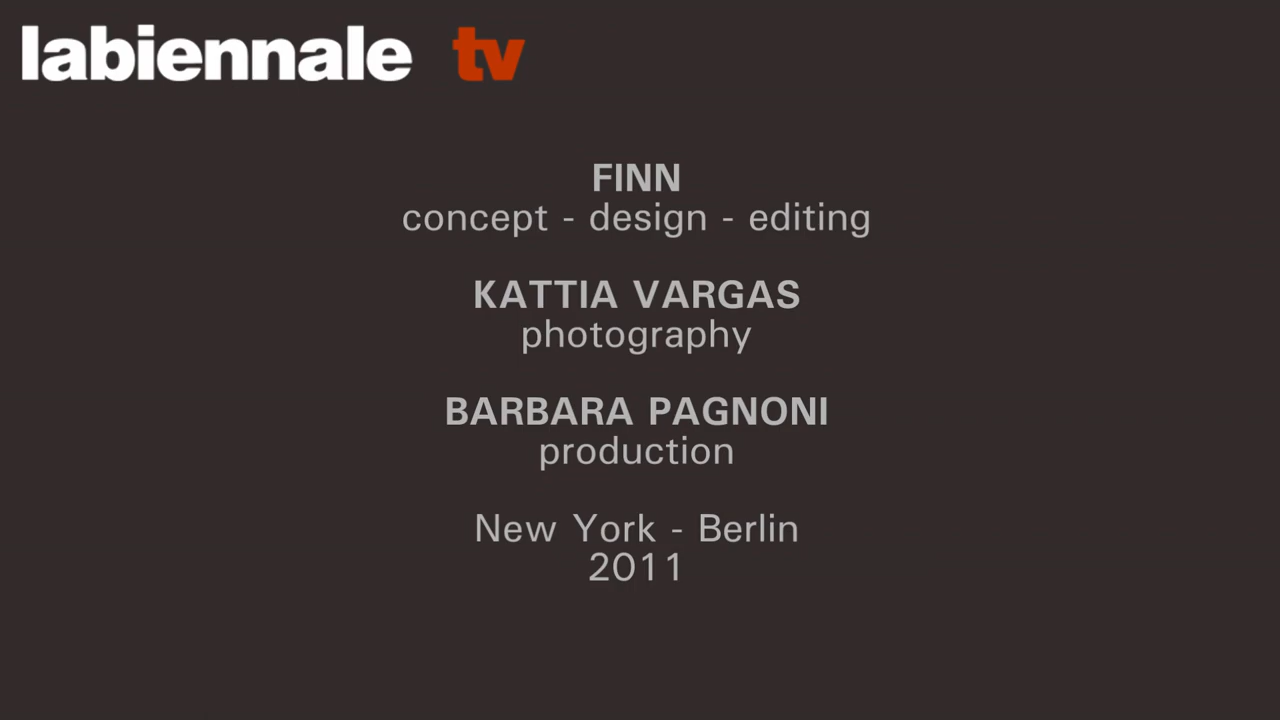 labiennale tv
FINN
concept - design - editing
KATTIA VARGAS
photography
BARBARA PAGNONI
production
New York - Berlin
2011